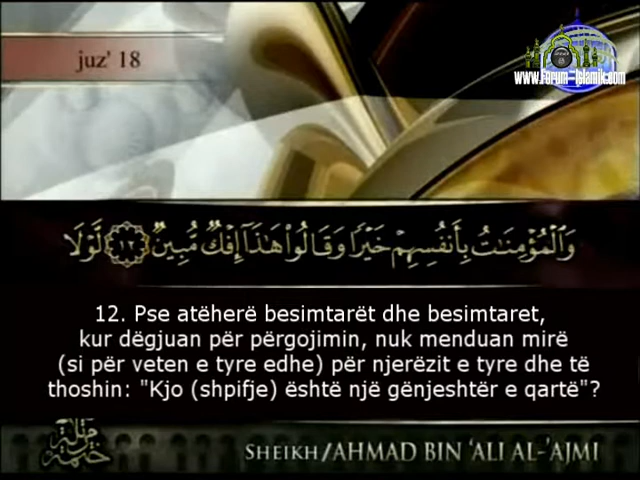 juz' 18
www.Forum-Islamik.com
وَٱلْمُؤْمِنَٰتُ بِأَنفُسِهِمْ خَيْرًا وَقَالُوا۟ هَٰذَآ إِفْكٌ مُّبِينٌ ١٢ لَّوْلَا
12. Pse atëherë besimtarët dhe besimtaret,
kur dëgjuan për përgojimin, nuk menduan mirë
(si për veten e tyre edhe) për njerëzit e tyre dhe të
thoshin: "Kjo (shpifje) është një gënjeshtër e qartë"?
SHEIKH/AHMAD BIN 'ALI AL-'AJMI